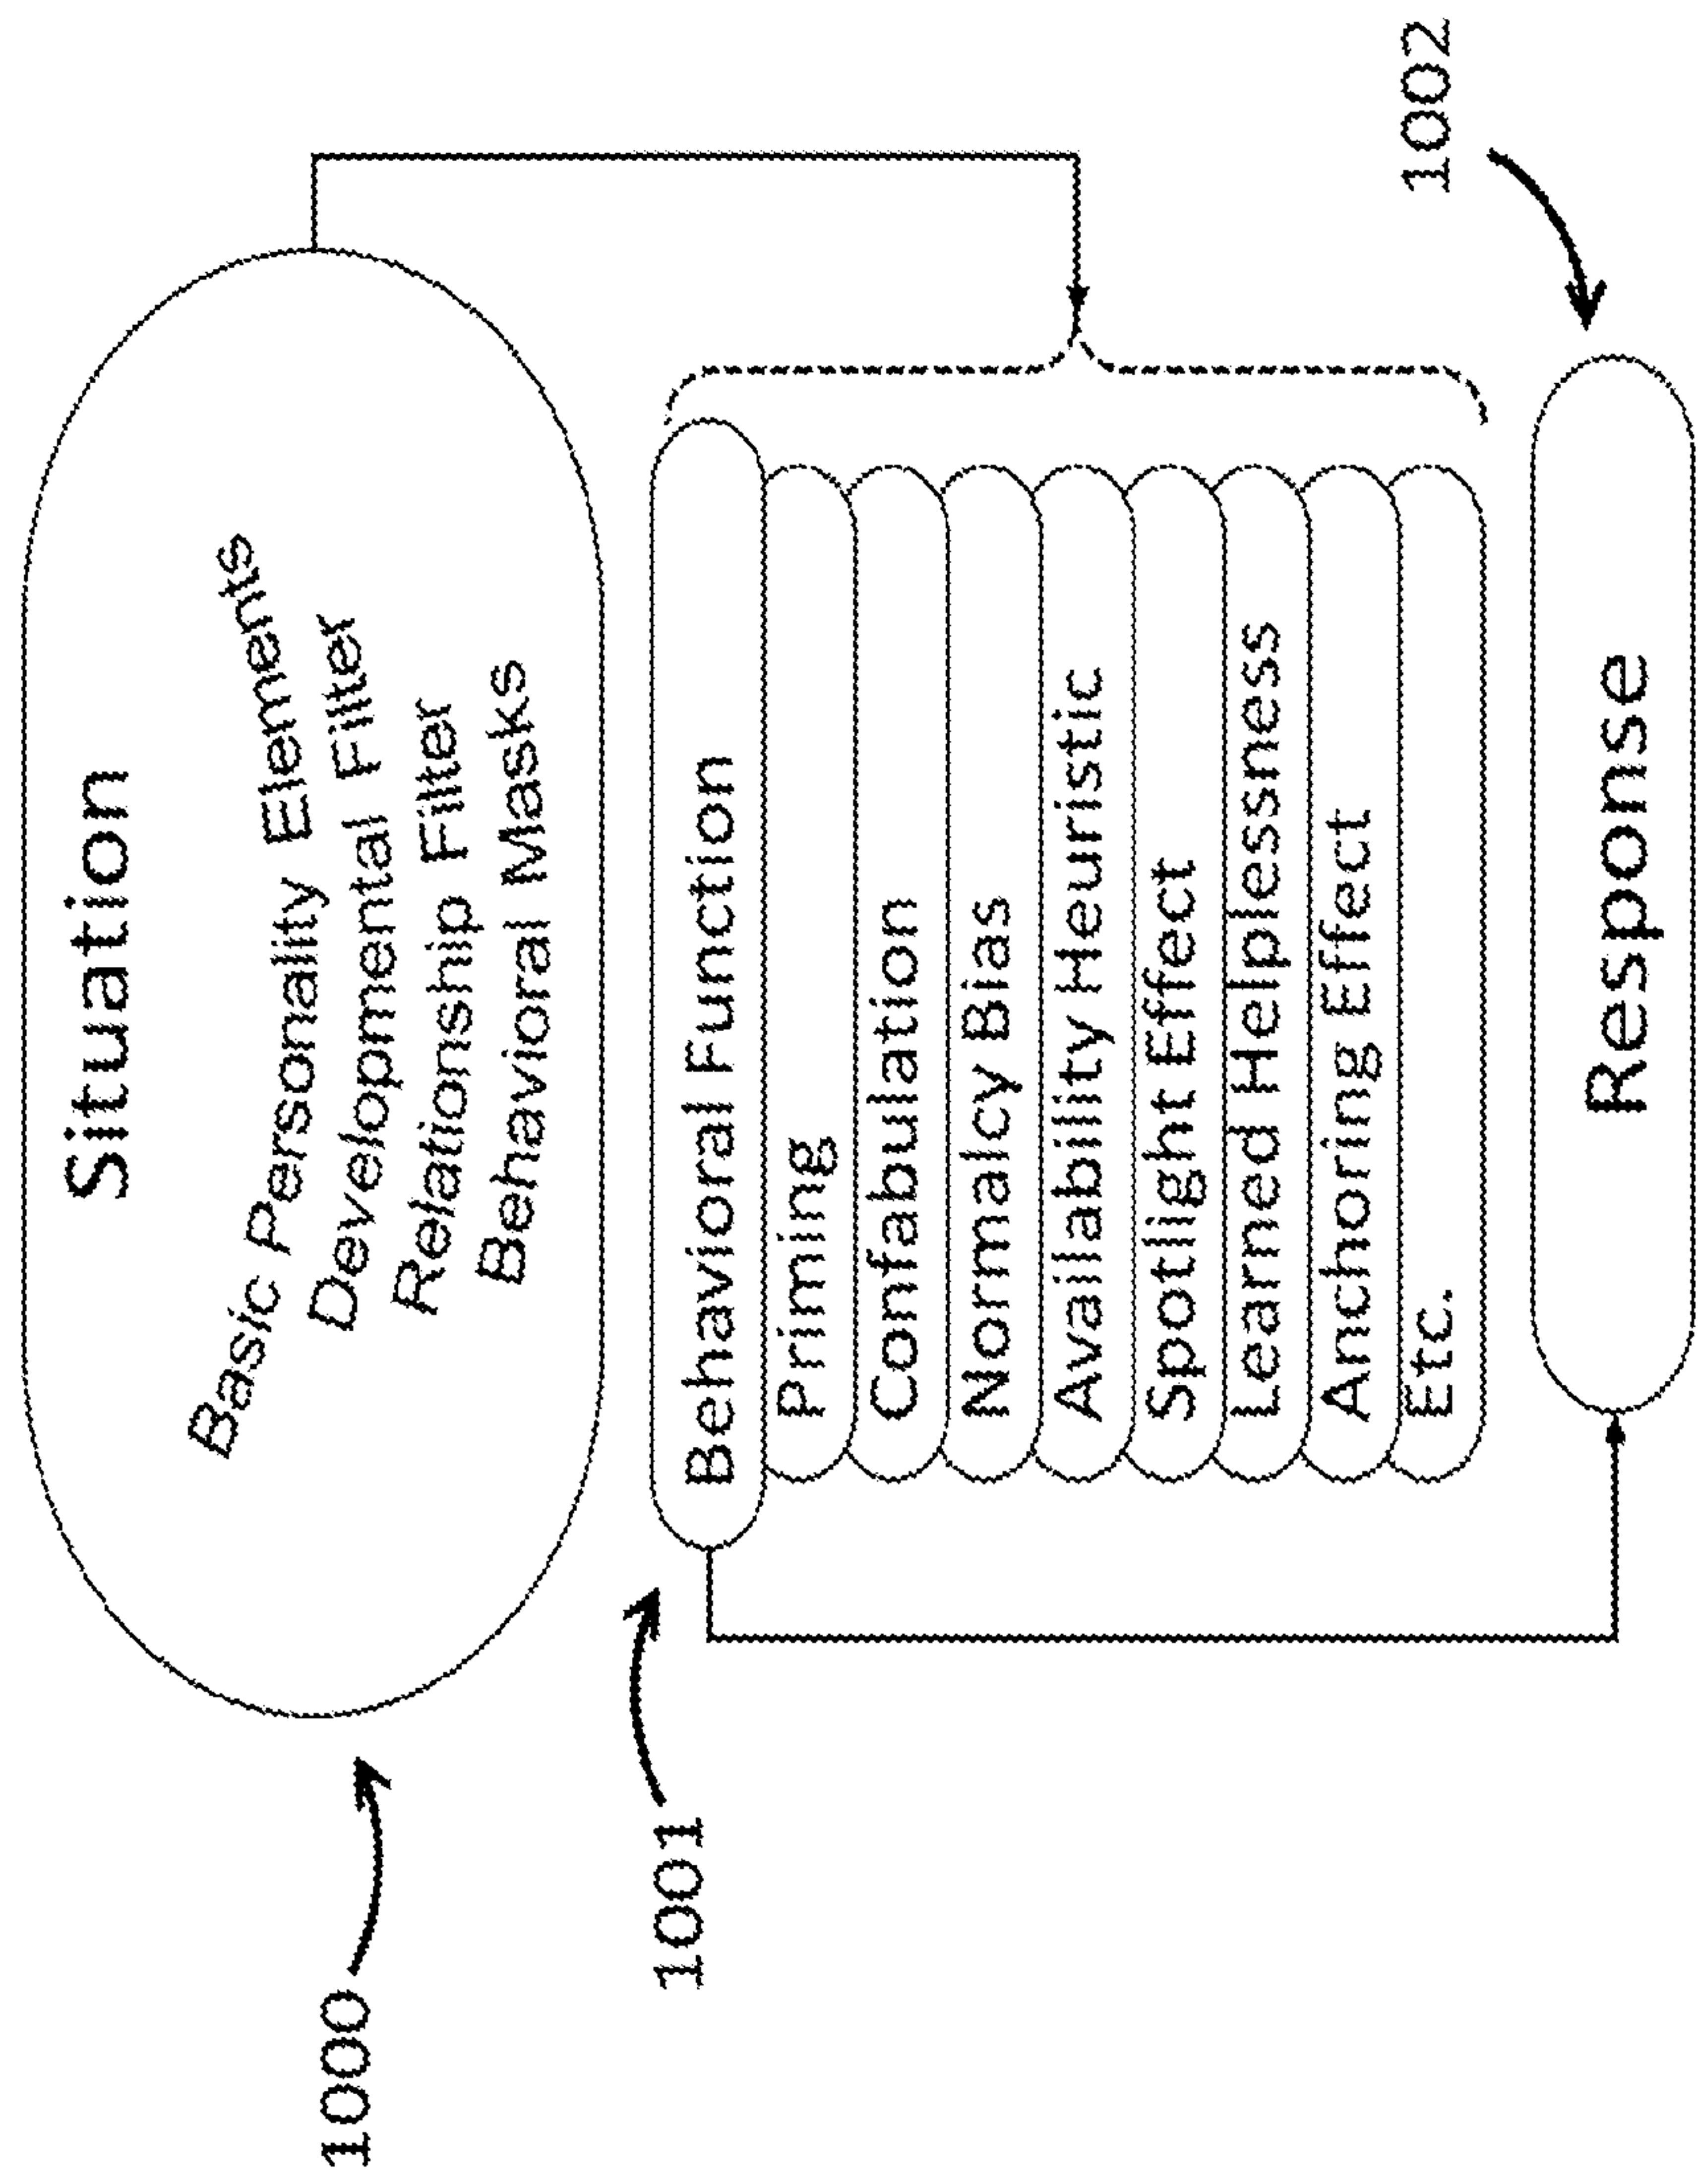 Situation
Basic Personality Elements
Developmental Filter
Relationship Filter
Behavioral Masks
1000
1001
Behavioral Function
Priming
Confabulation
Normalcy Bias
Availability Heuristic
Spotlight Effect
Learned Helplessness
Anchoring Effect
Etc.
1002
Response